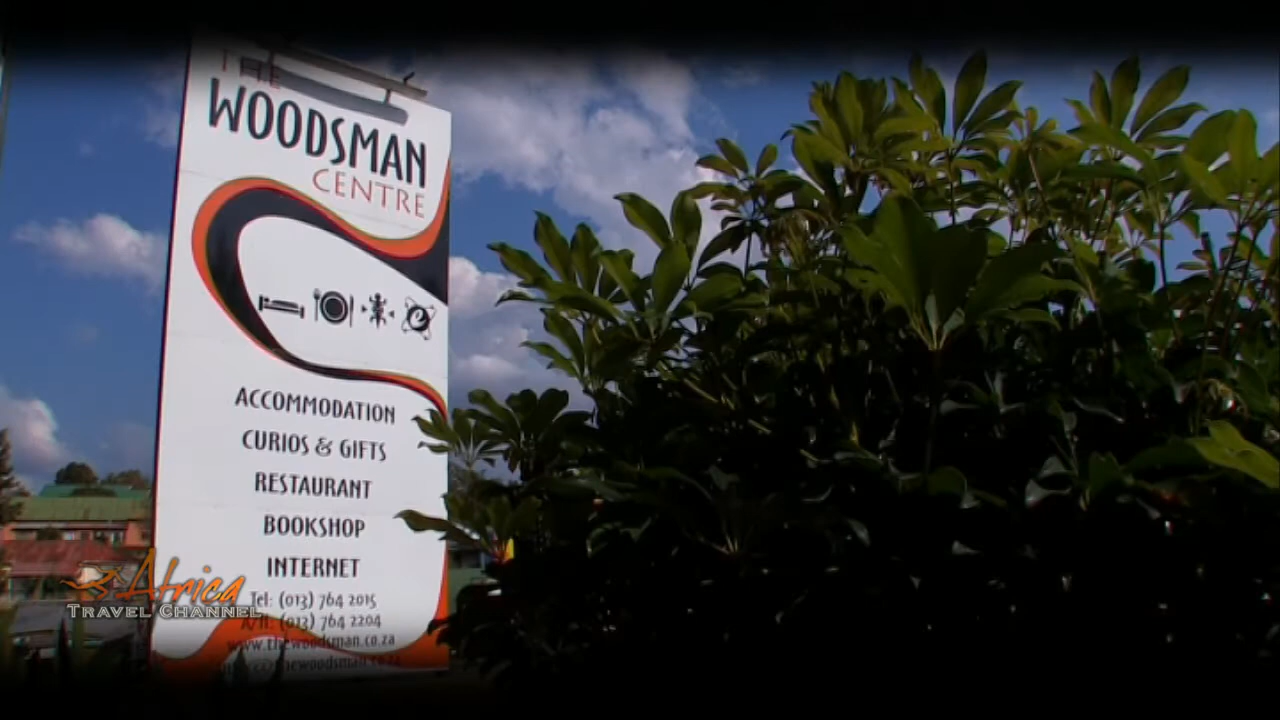 THE
WOODSMAN
CENTRE
ACCOMMODATION
CURIOS & GIFTS
RESTAURANT
BOOKSHOP
INTERNET
Tel: (013) 764 2015
A/H: (013) 764 2204
www.thewoodsman.co.za
Africa
TRAVEL CHANNEL